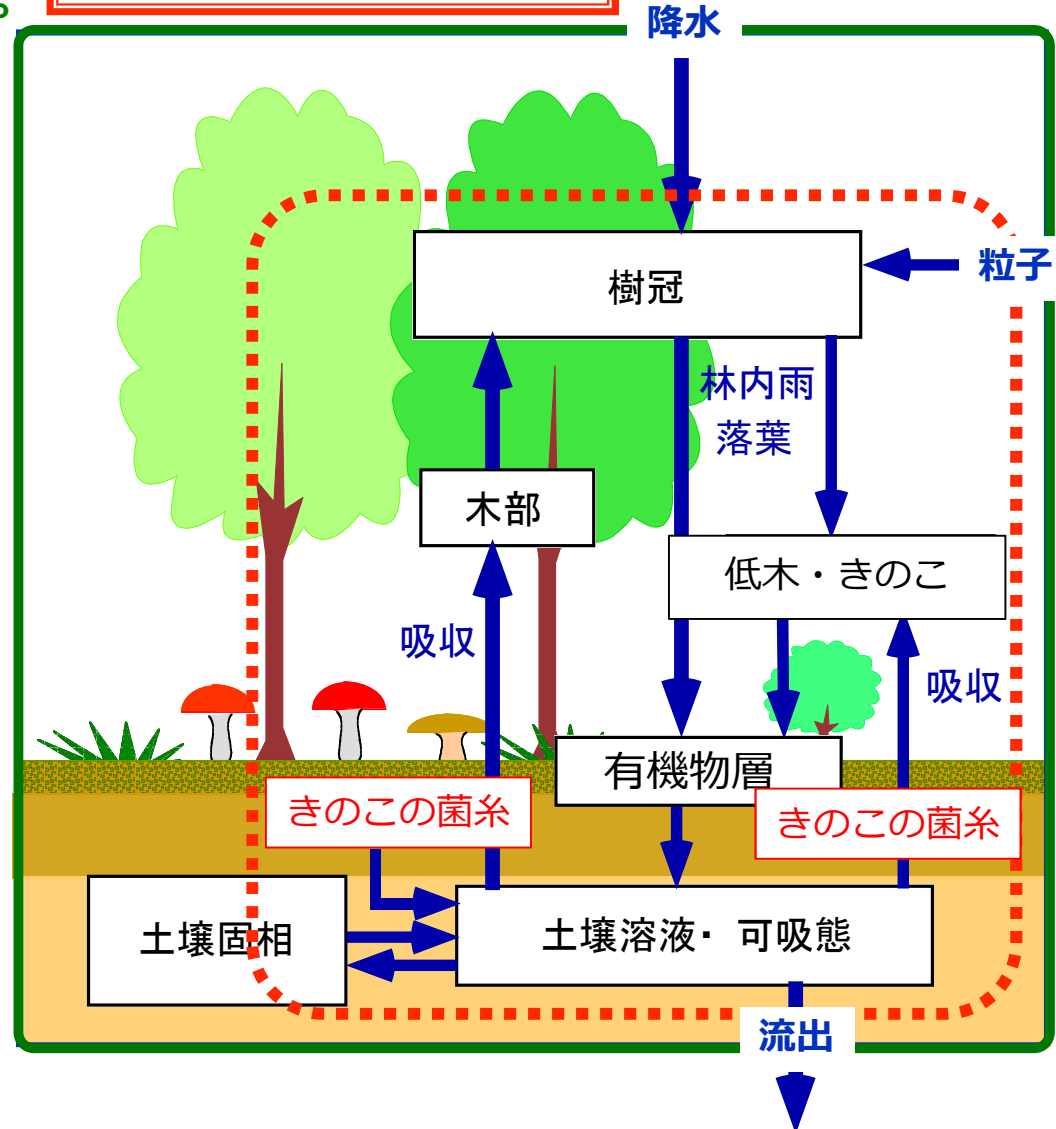 降水
樹冠
粒子
林内雨
落葉
木部
低木・きのこ
吸収
吸収
有機物層
きのこの菌糸
きのこの菌糸
土壌固相
土壌溶液・可吸態
流出